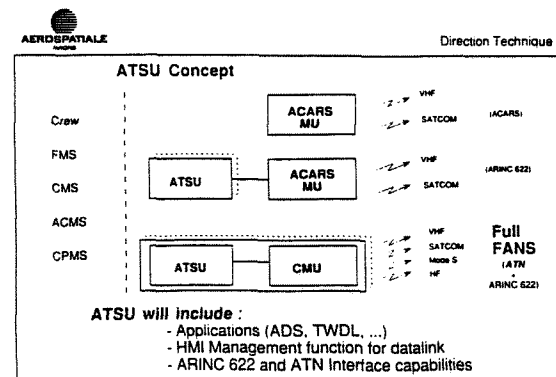 AEROSPATIALE
AVIONS
Direction Technique
ATSU Concept
Crew
FMS
CMS
ACMS
CPMS
ACARS
MU
VHF
SATCOM
(ACARS)
ATSU
ACARS
MU
VHF
SATCOM
(ARINC 622)
ATSU
CMU
VHF
SATCOM
Mode S
HF
Full
FANS
(ATN
+
ARINC 622)
ATSU will include :
- Applications (ADS, TWDL, ...)
- HMI Management function for datalink
- ARINC 622 and ATN Interface capabilities